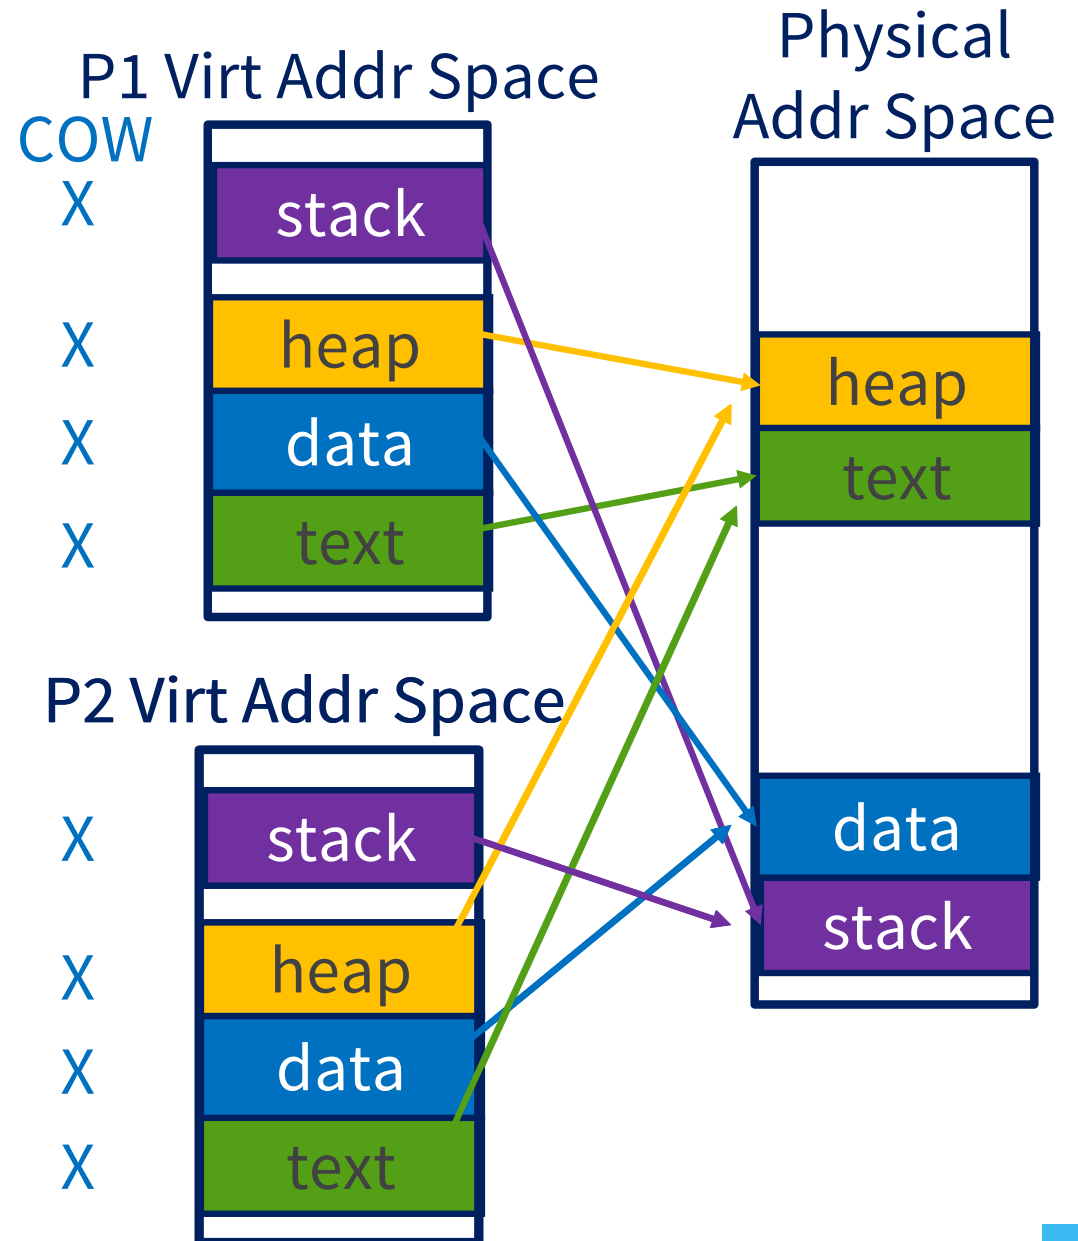 P1 Virt Addr Space
COW
X
stack
X
heap
X
data
X
text
P2 Virt Addr Space
X
stack
X
heap
X
data
X
text
Physical
Addr Space
heap
text
data
stack